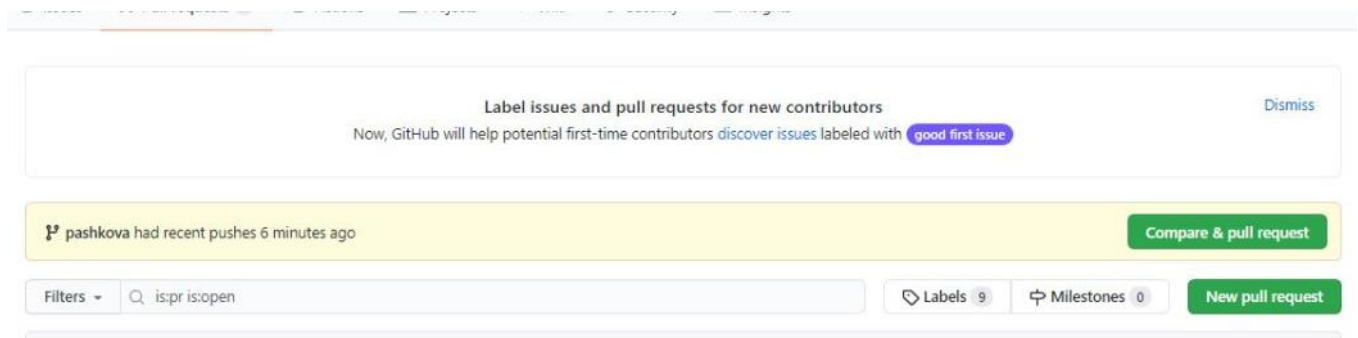 Label issues and pull requests for new contributors
Dismiss
Now, GitHub will help potential first-time contributors discover issues labeled with good first issue
pashkova had recent pushes 6 minutes ago
Compare & pull request
Filters
is:pr is:open
Labels 9
Milestones 0
New pull request